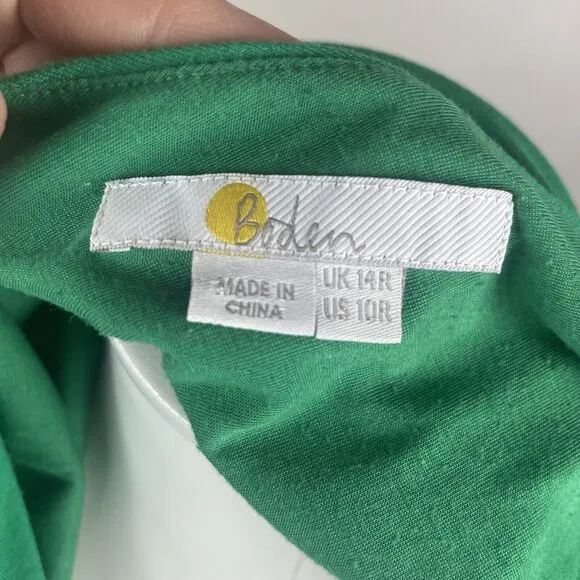 Boden
MADE IN
CHINA
UK 14R
US 10R